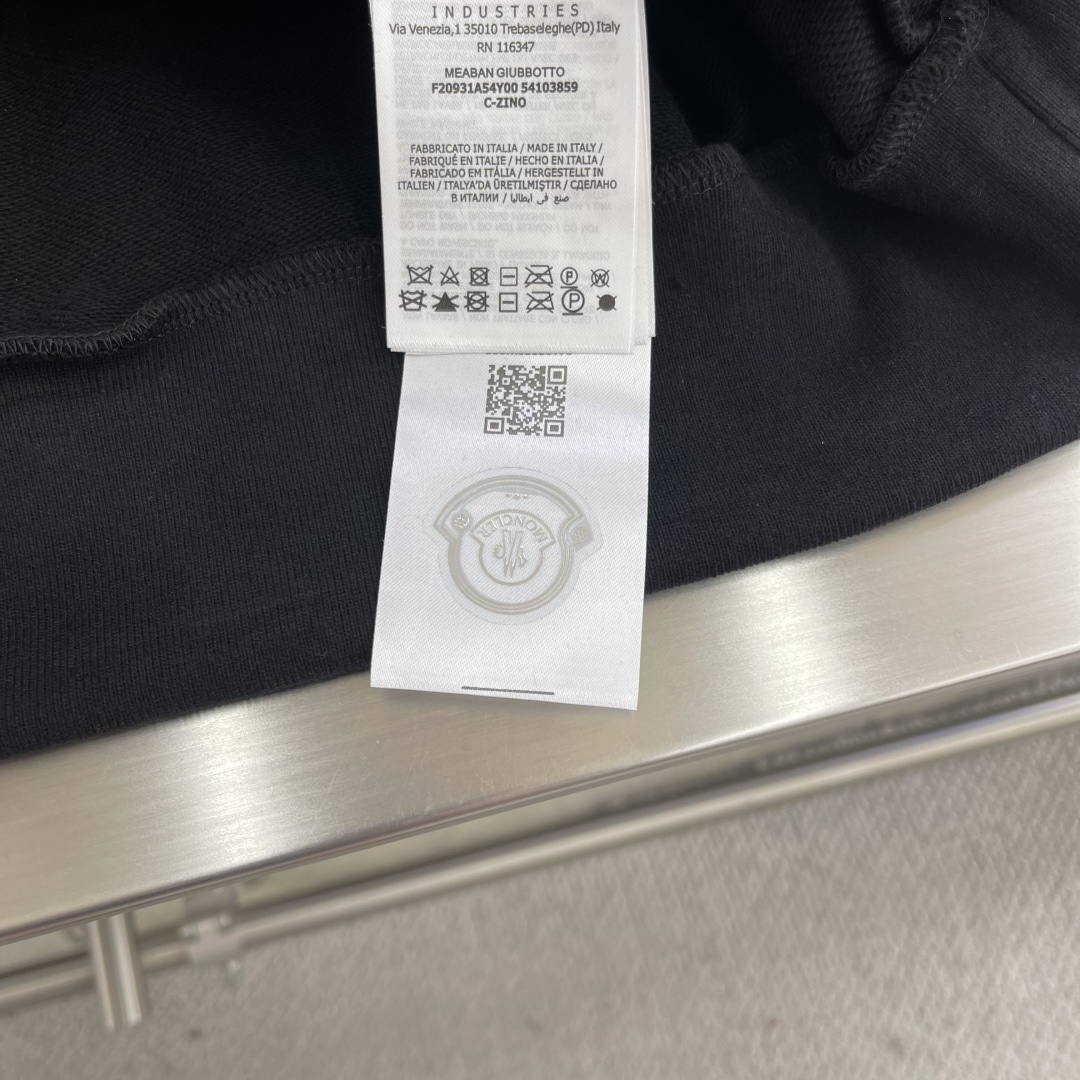 INDUSTRIES
Via Venezia,1 35010 Trebaseleghe(PD) Italy
RN 116347
MEABAN GIUBBOTTO
F20931A54Y00 54103859
C-ZINO
FABBRICATO IN ITALIA / MADE IN ITALY /
FABRIQUÉ EN ITALIE / HECHO EN ITALIA /
FABRICADO EM ITÁLIA / HERGESTELLT IN
ITALIEN / ITALYA'DA ÜRETILMIŞTIR / СДЕЛАНО
В ИТАЛИИ / صنع في ايطاليا
MONCLER